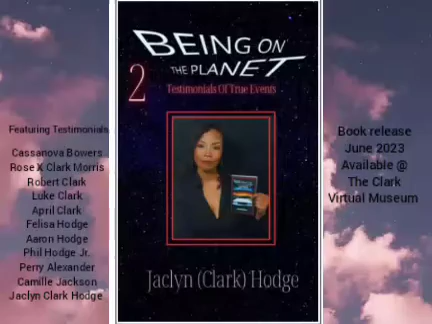 Featuring Testimonials
Cassanova Bowers
Rose X Clark Morris
Robert Clark
Luke Clark
April Clark
Felisa Hodge
Aaron Hodge
Phil Hodge Jr.
Perry Alexander
Camille Jackson
Jaclyn Clark Hodge
BEING ON
THE PLANET
2
Testimonials Of True Events
Jaclyn (Clark) Hodge
Book release
June 2023
Available @
The Clark
Virtual Museum